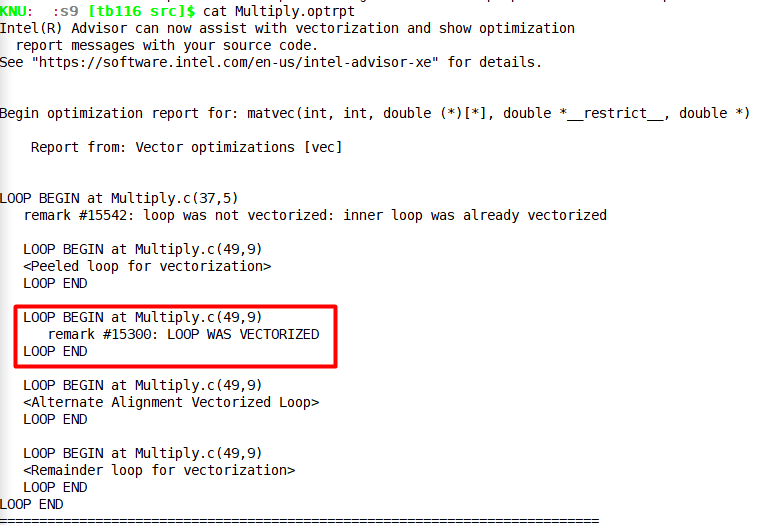 KNU: :s9 [tb116 src]$ cat Multiply.optrpt
Intel(R) Advisor can now assist with vectorization and show optimization
  report messages with your source code.
See "https://software.intel.com/en-us/intel-advisor-xe" for details.
Begin optimization report for: matvec(int, int, double (*)[*], double *__restrict__, double *)
    Report from: Vector optimizations [vec]
LOOP BEGIN at Multiply.c(37,5)
   remark #15542: loop was not vectorized: inner loop was already vectorized
   LOOP BEGIN at Multiply.c(49,9)
   <Peeled loop for vectorization>
   LOOP END
   LOOP BEGIN at Multiply.c(49,9)
      remark #15300: LOOP WAS VECTORIZED
   LOOP END
   LOOP BEGIN at Multiply.c(49,9)
   <Alternate Alignment Vectorized Loop>
   LOOP END
   LOOP BEGIN at Multiply.c(49,9)
   <Remainder loop for vectorization>
   LOOP END
LOOP END
===========================================================================